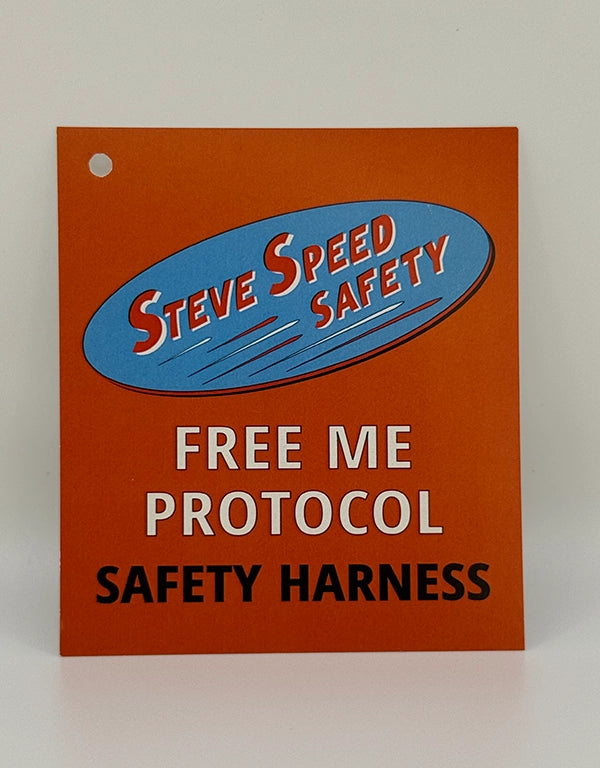 STEVE SPEED
SAFETY
FREE ME
PROTOCOL
SAFETY HARNESS